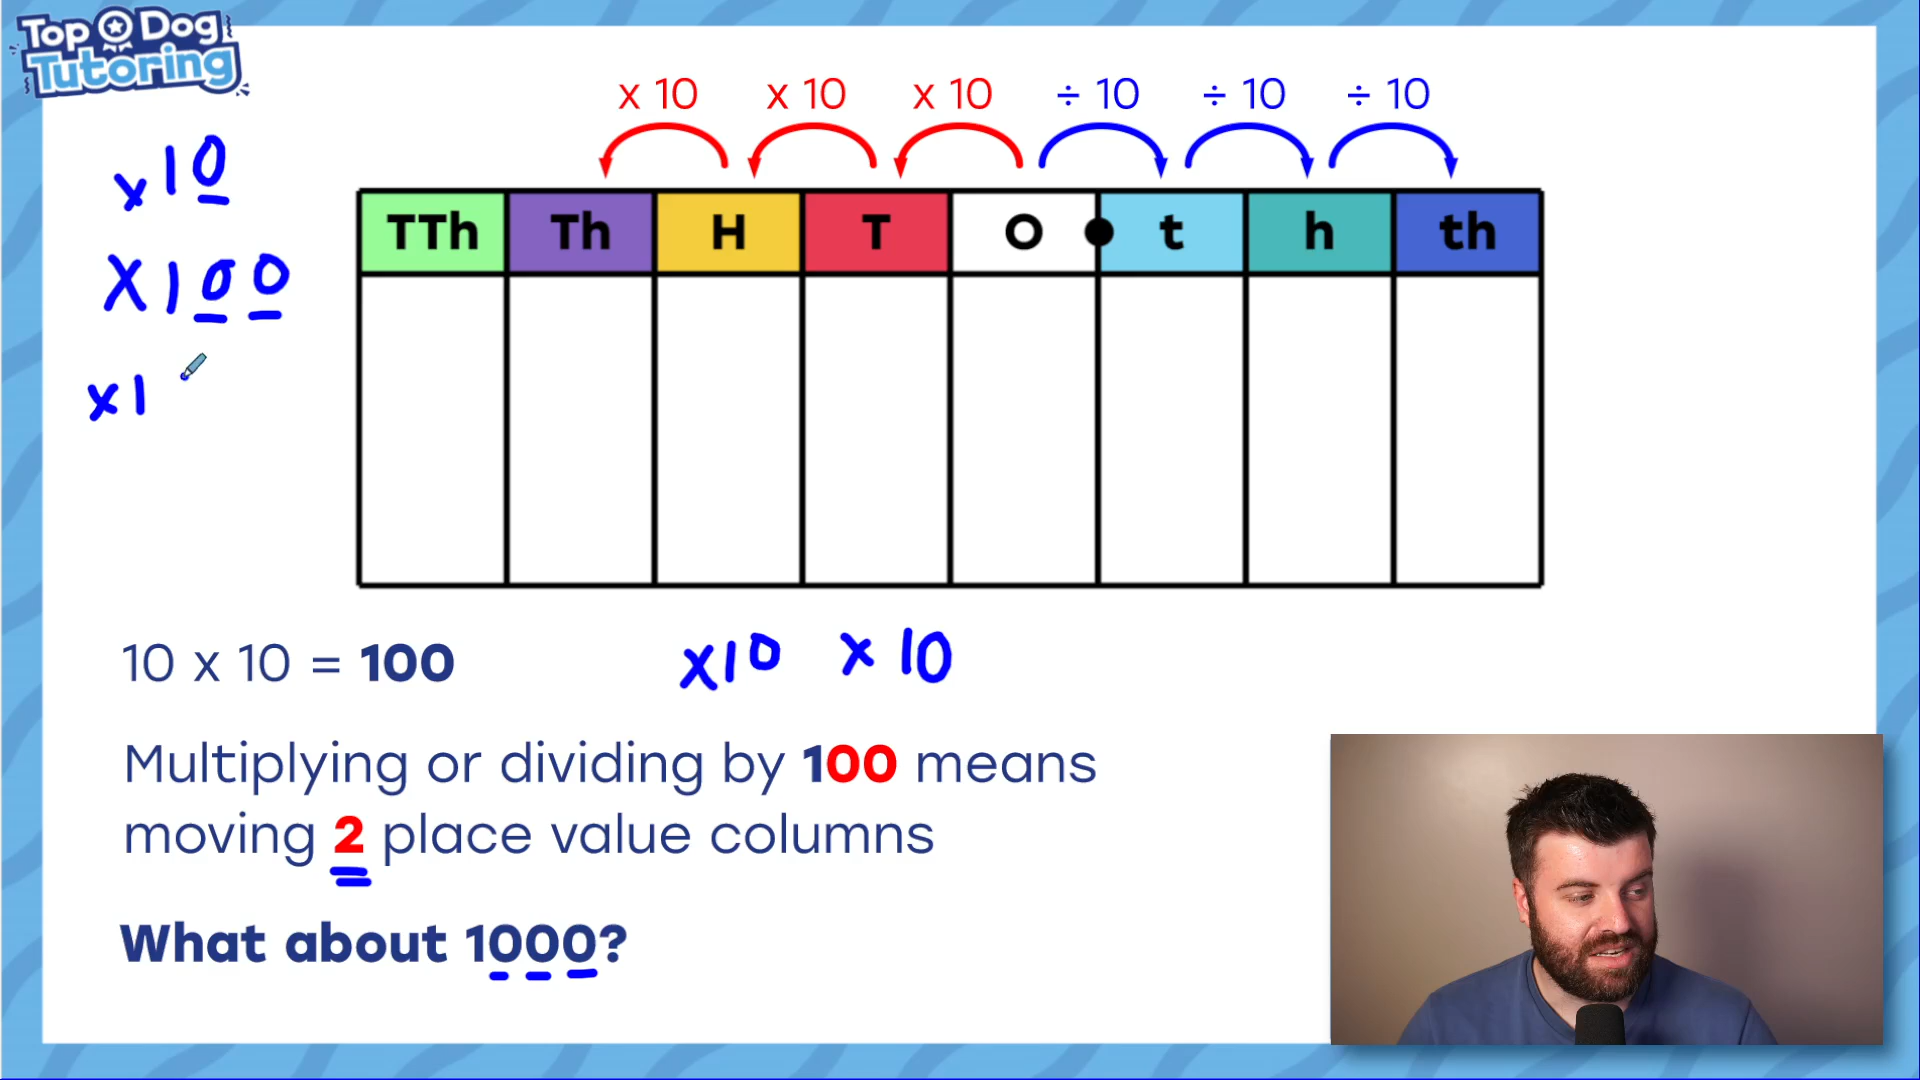 Top Dog
Tutoring
x 10 x 10 x 10 ÷ 10 ÷ 10 ÷ 10
x10
TTh Th H T O t h th
x100
x1
10 x 10 = 100
x10 x 10
Multiplying or dividing by 100 means
moving 2 place value columns
What about 1000?